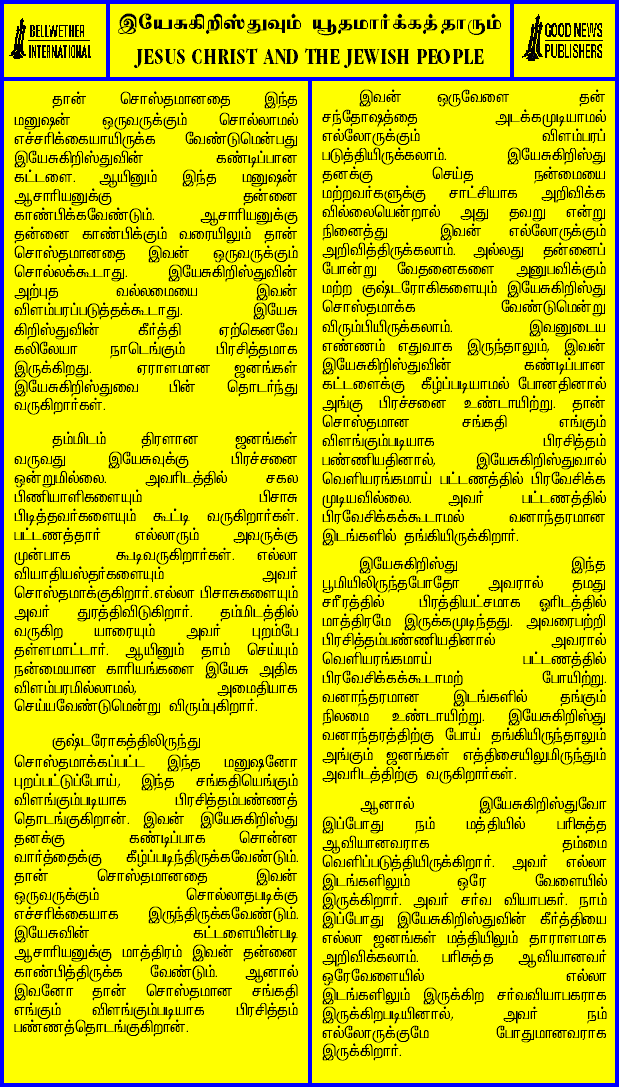 BELLWETHER
INTERNATIONAL
இயேசுகிறிஸ்துவும் யூதமார்க்கத்தாரும்
JESUS CHRIST AND THE JEWISH PEOPLE
GOOD NEWS
PUBLISHERS
தான் சொஸ்தமானதை இந்த
மனுஷன் ஒருவருக்கும் சொல்லாமல்
எச்சரிக்கையாயிருக்க வேண்டுமென்பது
இயேசுகிறிஸ்துவின் கண்டிப்பான
கட்டளை. ஆயினும் இந்த மனுஷன்
ஆசாரியனுக்கு தன்னை
காண்பிக்கவேண்டும். ஆசாரியனுக்கு
தன்னை காண்பிக்கும் வரையிலும் தான்
சொஸ்தமானதை இவன் ஒருவருக்கும்
சொல்லக்கூடாது. இயேசுகிறிஸ்துவின்
அற்புத வல்லமையை இவன்
விளம்பரப்படுத்தக்கூடாது. இயேசு
கிறிஸ்துவின் கீர்த்தி ஏற்கெனவே
கலிலேயா நாடெங்கும் பிரசித்தமாக
இருக்கிறது. ஏராளமான ஜனங்கள்
இயேசுகிறிஸ்துவை பின் தொடர்ந்து
வருகிறார்கள்.
தம்மிடம் திரளான ஜனங்கள்
வருவது இயேசுவுக்கு பிரச்சனை
ஒன்றுமில்லை. அவரிடத்தில் சகல
பிணியாளிகளையும் பிசாசு
பிடித்தவர்களையும் கூட்டி வருகிறார்கள்.
பட்டணத்தார் எல்லாரும் அவருக்கு
முன்பாக கூடிவருகிறார்கள். எல்லா
வியாதியஸ்தர்களையும் அவர்
சொஸ்தமாக்குகிறார்.எல்லா பிசாசுகளையும்
அவர் துரத்திவிடுகிறார். தம்மிடத்தில்
வருகிற யாரையும் அவர் புறம்பே
தள்ளமாட்டார். ஆயினும் தாம் செய்யும்
நன்மையான காரியங்களை இயேசு அதிக
விளம்பரமில்லாமல், அமைதியாக
செய்யவேண்டுமென்று விரும்புகிறார்.
குஷ்டரோகத்திலிருந்து
சொஸ்தமாக்கப்பட்ட இந்த மனுஷனோ
புறப்பட்டுப்போய், இந்த சங்கதியெங்கும்
விளங்கும்படியாக பிரசித்தம்பண்ணத்
தொடங்குகிறான். இவன் இயேசுகிறிஸ்து
தனக்கு கண்டிப்பாக சொன்ன
வார்த்தைக்கு கீழ்ப்படிந்திருக்கவேண்டும்.
தான் சொஸ்தமானதை இவன்
ஒருவருக்கும் சொல்லாதபடிக்கு
எச்சரிக்கையாக இருந்திருக்கவேண்டும்.
இயேசுவின் கட்டளையின்படி
ஆசாரியனுக்கு மாத்திரம் இவன் தன்னை
காண்பித்திருக்க வேண்டும். ஆனால்
இவனோ தான் சொஸ்தமான சங்கதி
எங்கும் விளங்கும்படியாக பிரசித்தம்
பண்ணத்தொடங்குகிறான்.
இவன் ஒருவேளை தன்
சந்தோஷத்தை அடக்கமுடியாமல்
எல்லோருக்கும் விளம்பரப்
படுத்தியிருக்கலாம். இயேசுகிறிஸ்து
தனக்கு செய்த நன்மையை
மற்றவர்களுக்கு சாட்சியாக அறிவிக்க
வில்லையென்றால் அது தவறு என்று
நினைத்து இவன் எல்லோருக்கும்
அறிவித்திருக்கலாம். அல்லது தன்னைப்
போன்று வேதனைகளை அனுபவிக்கும்
மற்ற குஷ்டரோகிகளையும் இயேசுகிறிஸ்து
சொஸ்தமாக்க வேண்டுமென்று
விரும்பியிருக்கலாம். இவனுடைய
எண்ணம் எதுவாக இருந்தாலும், இவன்
இயேசுகிறிஸ்துவின் கண்டிப்பான
கட்டளைக்கு கீழ்ப்படியாமல் போனதினால்
அங்கு பிரச்சனை உண்டாயிற்று. தான்
சொஸ்தமான சங்கதி எங்கும்
விளங்கும்படியாக பிரசித்தம்
பண்ணியதினால், இயேசுகிறிஸ்துவால்
வெளியரங்கமாய் பட்டணத்தில் பிரவேசிக்க
முடியவில்லை. அவர் பட்டணத்தில்
பிரவேசிக்கக்கூடாமல் வனாந்தரமான
இடங்களில் தங்கியிருக்கிறார்.
இயேசுகிறிஸ்து இந்த
பூமியிலிருந்தபோதோ அவரால் தமது
சரீரத்தில் பிரத்தியட்சமாக ஓரிடத்தில்
மாத்திரமே இருக்கமுடிந்தது. அவரைபற்றி
பிரசித்தம்பண்ணியதினால் அவரால்
வெளியரங்கமாய் பட்டணத்தில்
பிரவேசிக்கக்கூடாமற் போயிற்று.
வனாந்தரமான இடங்களில் தங்கும்
நிலமை உண்டாயிற்று. இயேசுகிறிஸ்து
வனாந்தரத்திற்கு போய் தங்கியிருந்தாலும்
அங்கும் ஜனங்கள் எத்திசையிலுமிருந்தும்
அவரிடத்திற்கு வருகிறார்கள்.
ஆனால் இயேசுகிறிஸ்துவோ
இப்போது நம் மத்தியில் பரிசுத்த
ஆவியானவராக தம்மை
வெளிப்படுத்தியிருக்கிறார். அவர் எல்லா
இடங்களிலும் ஒரே வேளையில்
இருக்கிறார். அவர் சர்வ வியாபகர். நாம்
இப்போது இயேசுகிறிஸ்துவின் கீர்த்தியை
எல்லா ஜனங்கள் மத்தியிலும் தாராளமாக
அறிவிக்கலாம். பரிசுத்த ஆவியானவர்
ஒரேவேளையில் எல்லா
இடங்களிலும் இருக்கிற சர்வவியாபகராக
இருக்கிறபடியினால், அவர் நம்
எல்லோருக்குமே போதுமானவராக
இருக்கிறார்.